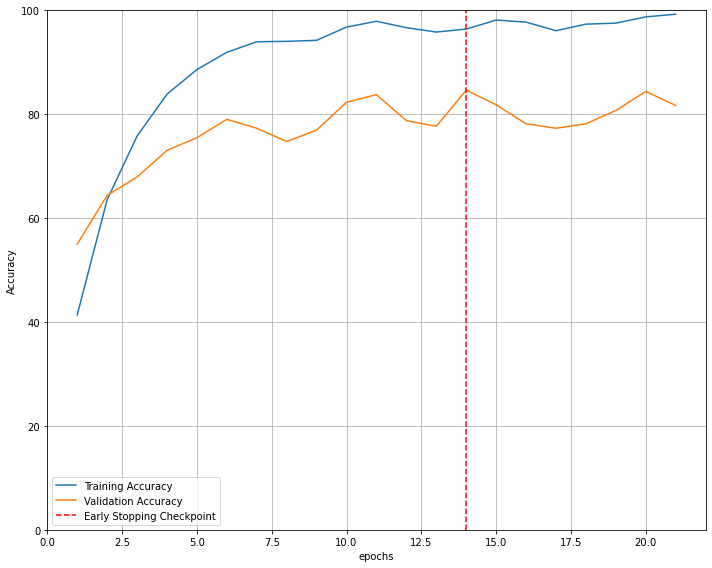 100
80
60
40
20
0
Accuracy
Training Accuracy
Validation Accuracy
Early Stopping Checkpoint
0.0 2.5 5.0 7.5 10.0 12.5 15.0 17.5 20.0
epochs